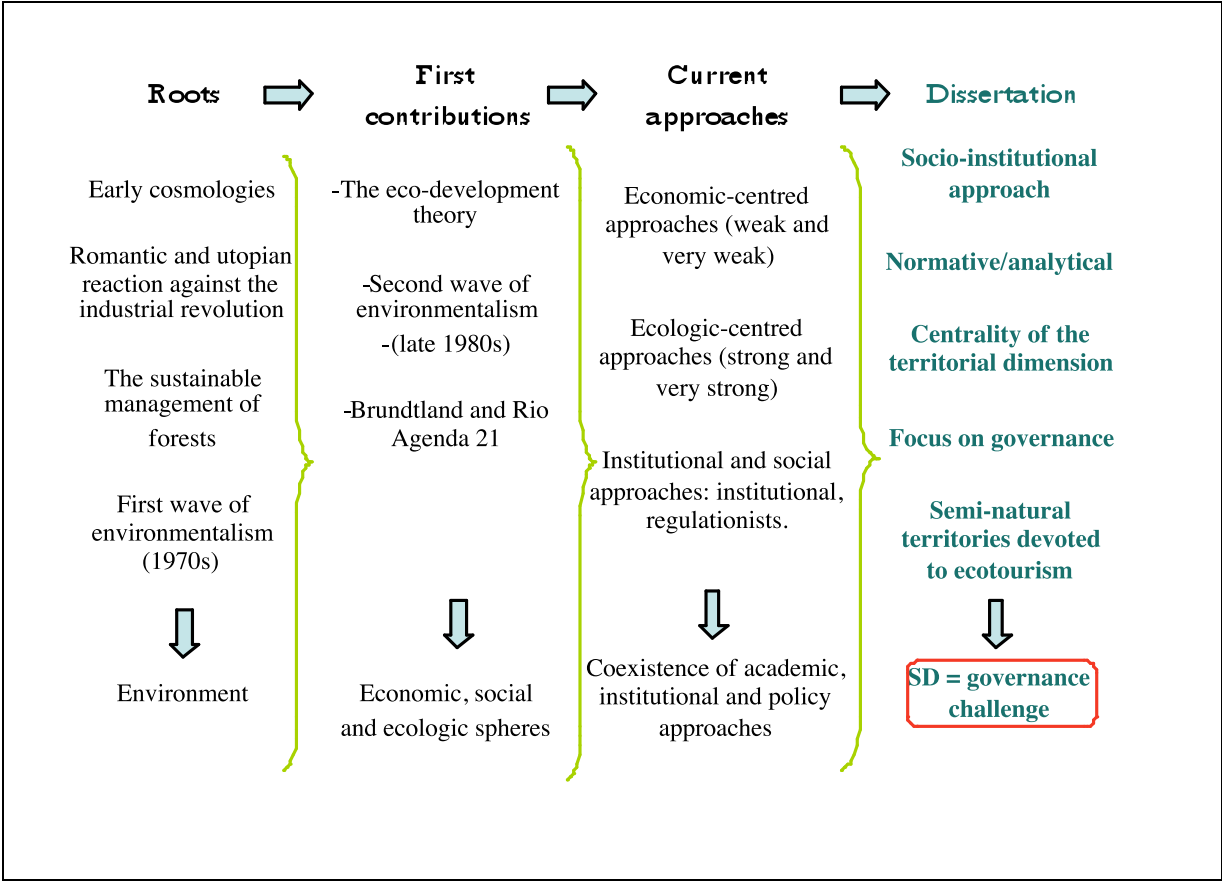 Roots
First
contributions
Current
approaches
Dissertation
Early cosmologies
Romantic and utopian
reaction against the
industrial revolution
The sustainable
management of
forests
First wave of
environmentalism
(1970s)
Environment
-The eco-development
theory
-Second wave of
environmentalism
-(late 1980s)
-Brundtland and Rio
Agenda 21
Economic, social
and ecologic spheres
Economic-centred
approaches (weak and
very weak)
Ecologic-centred
approaches (strong and
very strong)
Institutional and social
approaches: institutional,
regulationists.
Coexistence of academic,
institutional and policy
approaches
Socio-institutional
approach
Normative/analytical
Centrality of the
territorial dimension
Focus on governance
Semi-natural
territories devoted
to ecotourism
SD = governance
challenge